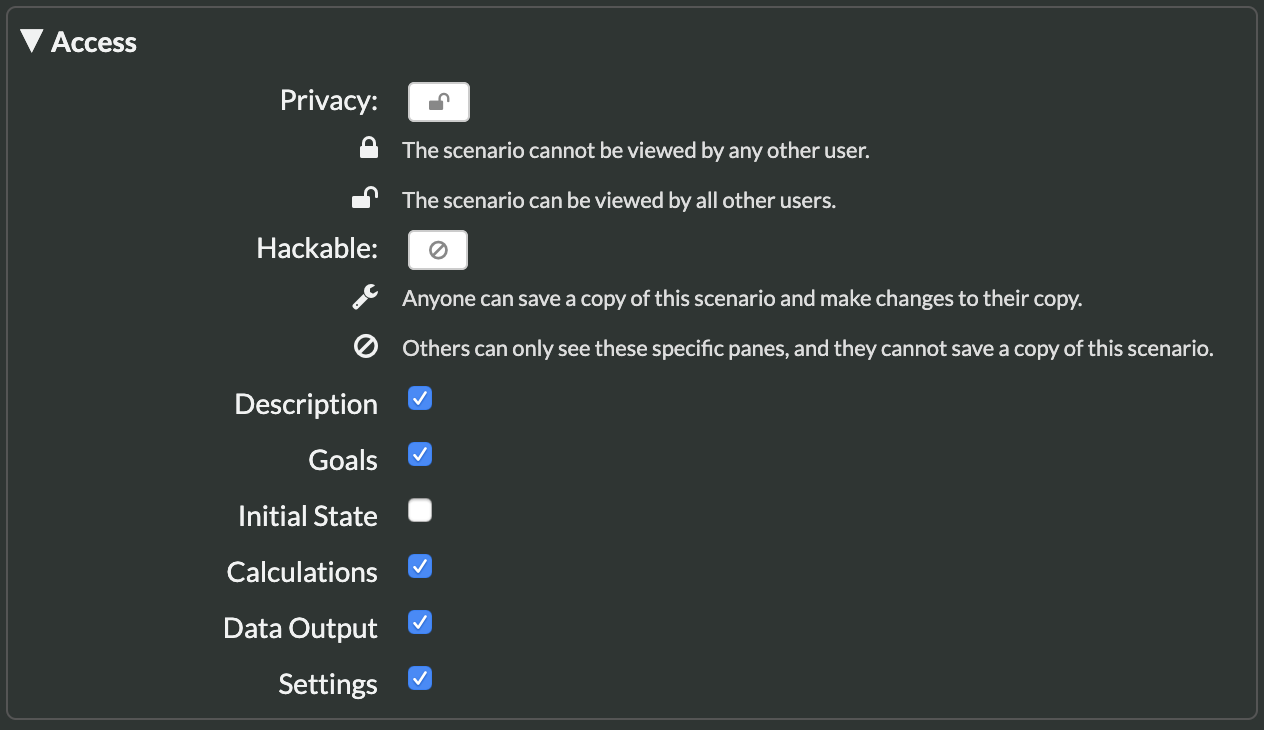 Access
Privacy:
The scenario cannot be viewed by any other user.
The scenario can be viewed by all other users.
Hackable:
Anyone can save a copy of this scenario and make changes to their copy.
Others can only see these specific panes, and they cannot save a copy of this scenario.
Description
Goals
Initial State
Calculations
Data Output
Settings